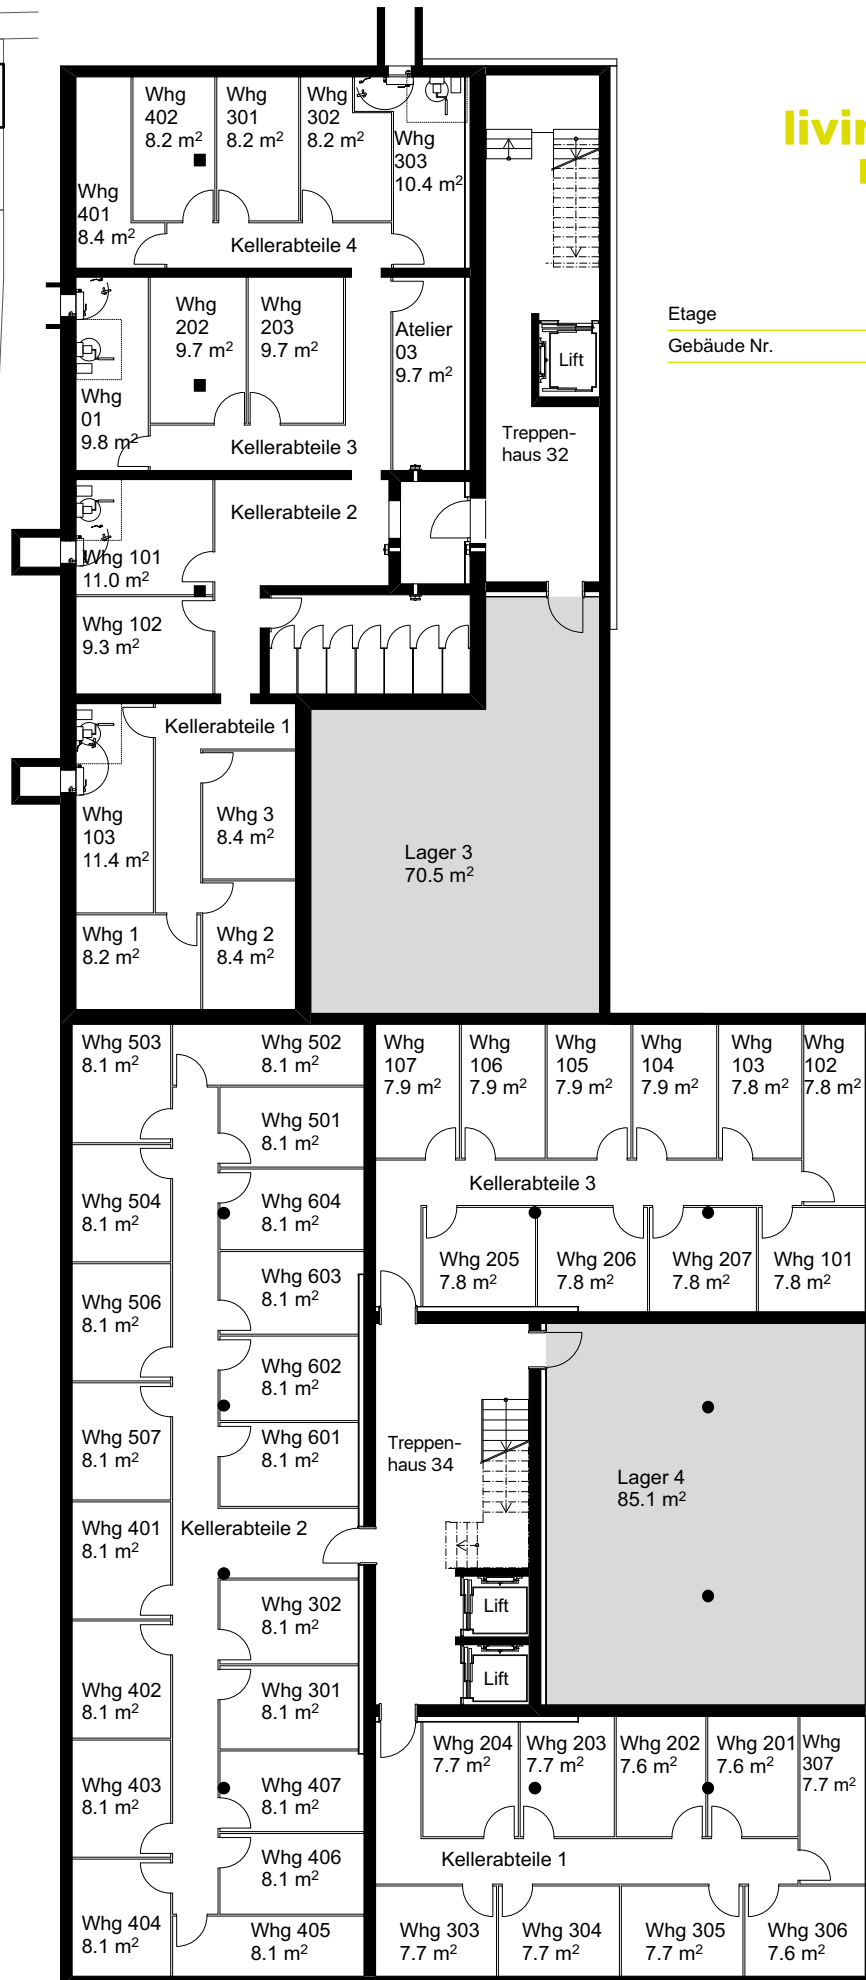 livin
Etage
Gebäude Nr.
Whg
402
8.2 m²
Whg
301
8.2 m²
Whg
302
8.2 m²
Whg
303
10.4 m²
Whg
401
8.4 m²
Kellerabteile 4
Whg
202
9.7 m²
Whg
203
9.7 m²
Atelier
03
9.7 m²
Lift
Whg
01
9.8 m²
Kellerabteile 3
Treppen-
haus 32
Kellerabteile 2
Whg 101
11.0 m²
Whg 102
9.3 m²
Kellerabteile 1
Whg
103
11.4 m²
Whg 3
8.4 m²
Lager 3
70.5 m²
Whg 1
8.2 m²
Whg 2
8.4 m²
Whg 503
8.1 m²
Whg 502
8.1 m²
Whg
107
7.9 m²
Whg
106
7.9 m²
Whg
105
7.9 m²
Whg
104
7.9 m²
Whg
103
7.8 m²
Whg
102
7.8 m²
Whg 501
8.1 m²
Whg 504
8.1 m²
Whg 604
8.1 m²
Kellerabteile 3
Whg 205
7.8 m²
Whg 206
7.8 m²
Whg 207
7.8 m²
Whg 101
7.8 m²
Whg 603
8.1 m²
Whg 506
8.1 m²
Whg 602
8.1 m²
Whg 507
8.1 m²
Whg 601
8.1 m²
Treppen-
haus 34
Lager 4
85.1 m²
Whg 401
8.1 m²
Kellerabteile 2
Whg 302
8.1 m²
Lift
Whg 402
8.1 m²
Whg 301
8.1 m²
Lift
Whg 403
8.1 m²
Whg 407
8.1 m²
Whg 204
7.7 m²
Whg 203
7.7 m²
Whg 202
7.6 m²
Whg 201
7.6 m²
Whg
307
7.7 m²
Whg 406
8.1 m²
Kellerabteile 1
Whg 404
8.1 m²
Whg 405
8.1 m²
Whg 303
7.7 m²
Whg 304
7.7 m²
Whg 305
7.7 m²
Whg 306
7.6 m²